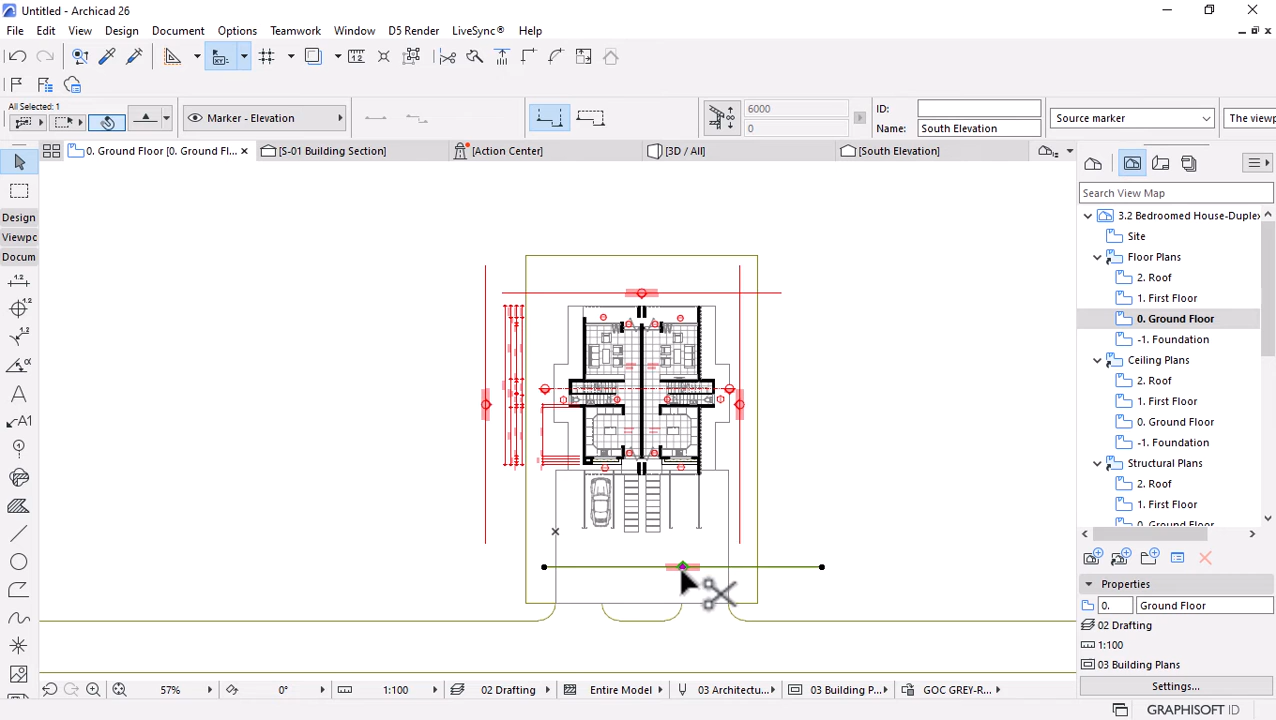 Untitled - Archicad 26
File Edit View Design Document Options Teamwork Window D5 Render LiveSync® Help
All Selected: 1
Marker - Elevation
6000
0
ID:
Name: South Elevation
Source marker
The viewp
0. Ground Floor [0. Ground Fl...
[S-01 Building Section]
[Action Center]
[3D / All]
[South Elevation]
Design
Viewpc
Docum
Search View Map
3.2 Bedroomed House-Duplex
Site
Floor Plans
2. Roof
1. First Floor
0. Ground Floor
-1. Foundation
Ceiling Plans
2. Roof
1. First Floor
0. Ground Floor
-1. Foundation
Structural Plans
2. Roof
1. First Floor
0. Ground Floor
Properties
0. Ground Floor
02 Drafting
1:100
03 Building Plans
Settings...
57%
0°
1:100
02 Drafting
Entire Model
03 Architectu...
03 Building P...
GOC GREY-R...
GRAPHISOFT ID